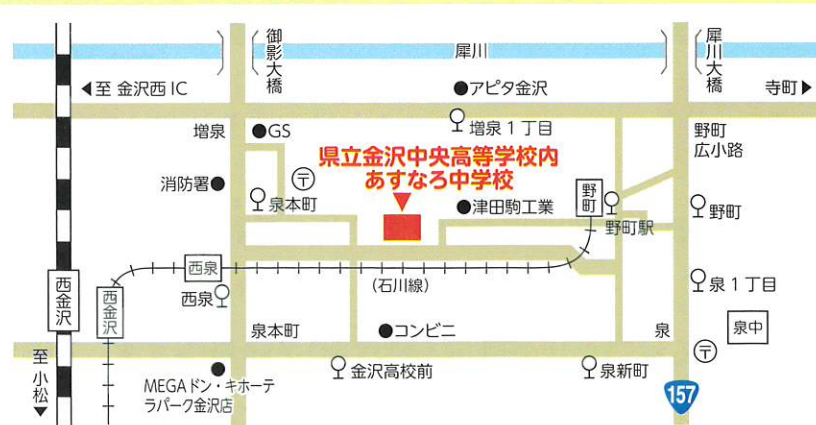 御影大橋
犀川
犀川大橋
◀至 金沢西IC
●アピタ金沢
寺町▶
増泉
●GS
増泉1丁目
野町
広小路
県立金沢中央高等学校内
あすなろ中学校
消防署●
〒
泉本町
●津田駒工業
野町
野町駅
野町
西金沢
西金沢
西泉
西泉
(石川線)
泉1丁目
泉本町
●コンビニ
泉
泉中
〒
至 小松
MEGAドン・キホーテ
ラパーク金沢店
金沢高校前
泉新町
157